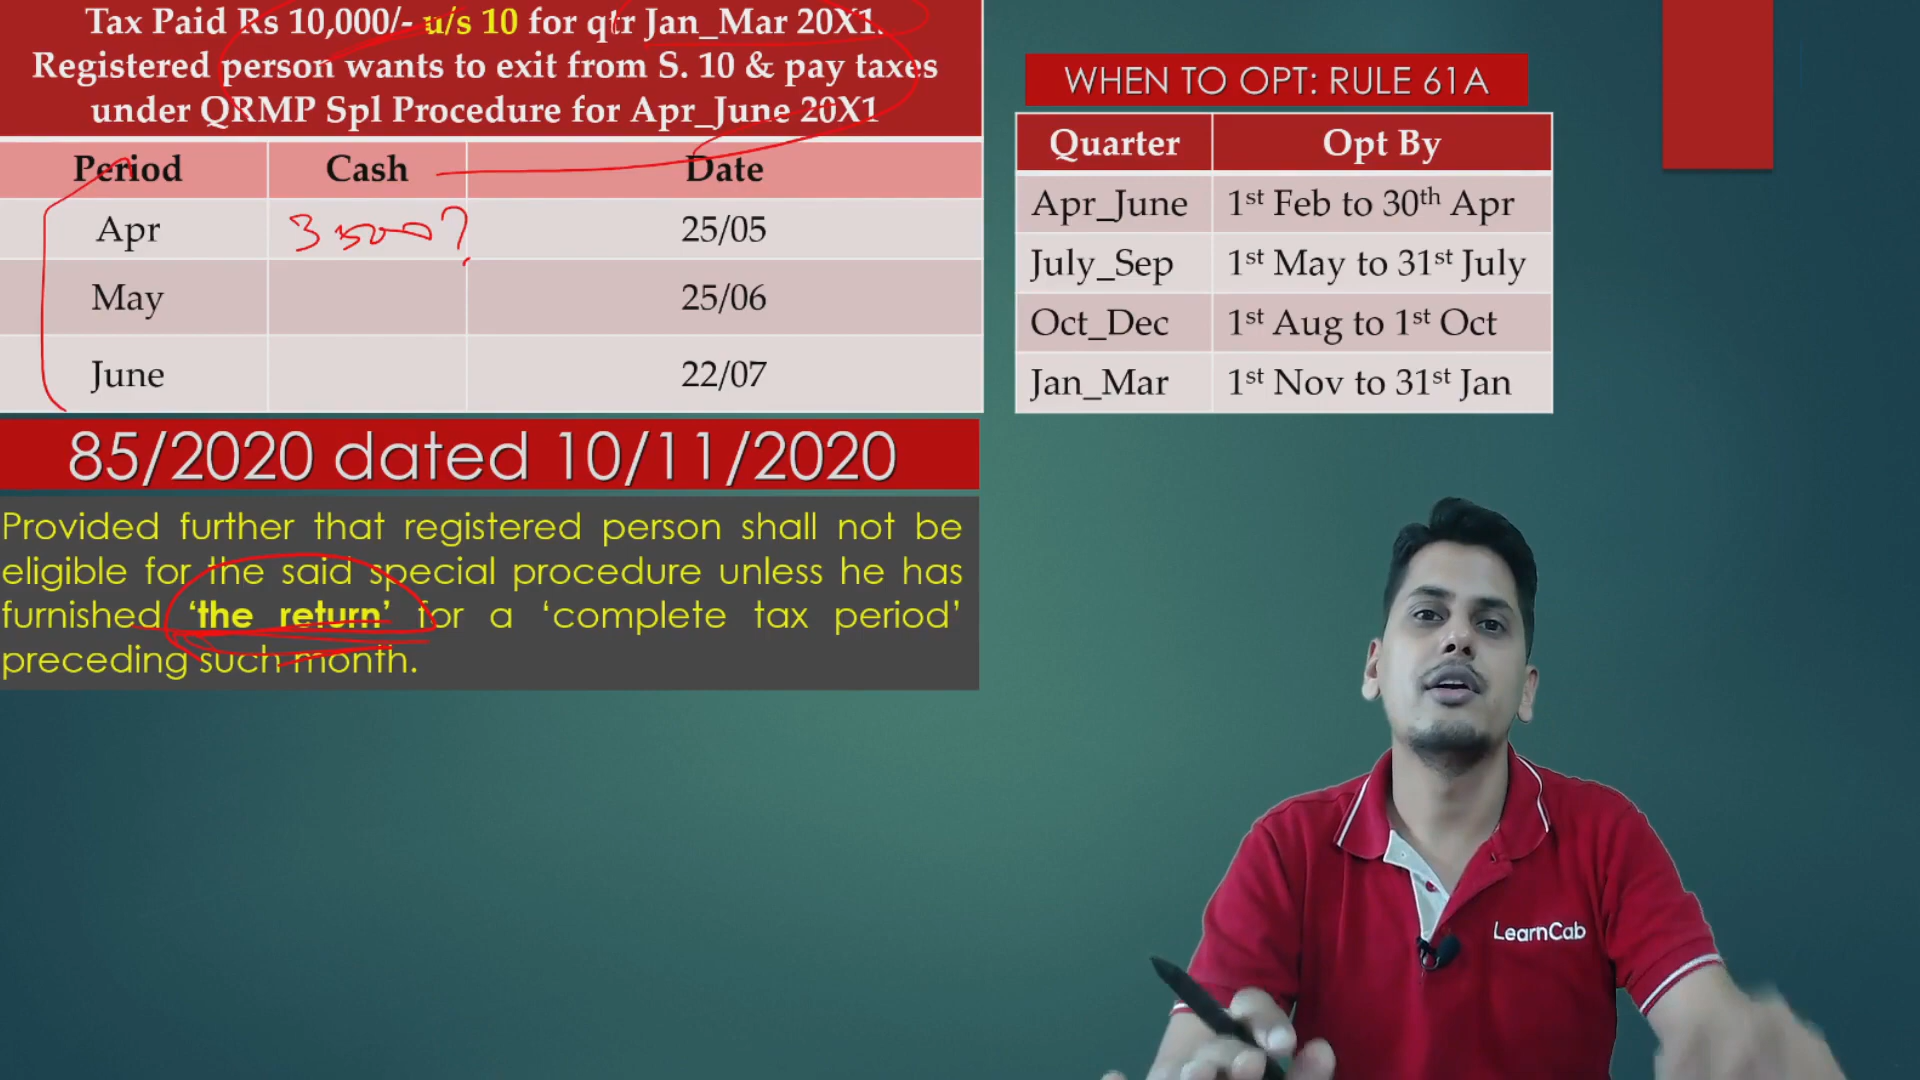 Tax Paid Rs 10,000/- u/s 10 for qtr Jan_Mar 20X1.
Registered person wants to exit from S. 10 & pay taxes
under QRMP Spl Procedure for Apr_June 20X1
Period Cash Date
Apr 3500? 25/05
May 25/06
June 22/07
85/2020 dated 10/11/2020
Provided further that registered person shall not be
eligible for the said special procedure unless he has
furnished ‘the return’ for a ‘complete tax period’
preceding such month.
WHEN TO OPT: RULE 61A
Quarter Opt By
Apr_June 1st Feb to 30th Apr
July_Sep 1st May to 31st July
Oct_Dec 1st Aug to 1st Oct
Jan_Mar 1st Nov to 31st Jan
LearnCab